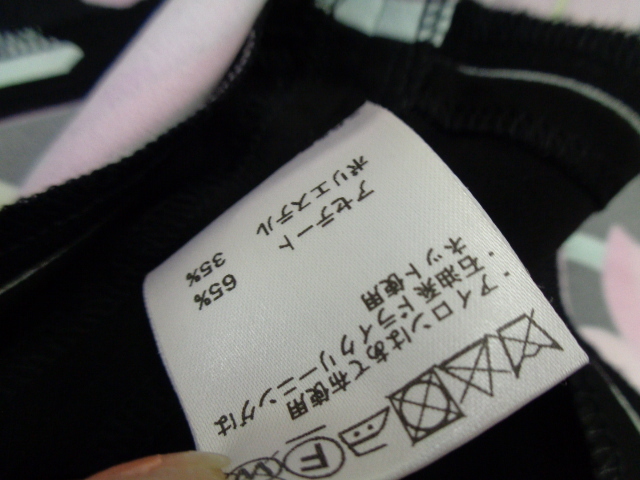 F W
・アイロンはあて布使用
・石油系ドライクリーニングは
ネット使用
アセテート 65%
ポリエステル 35%